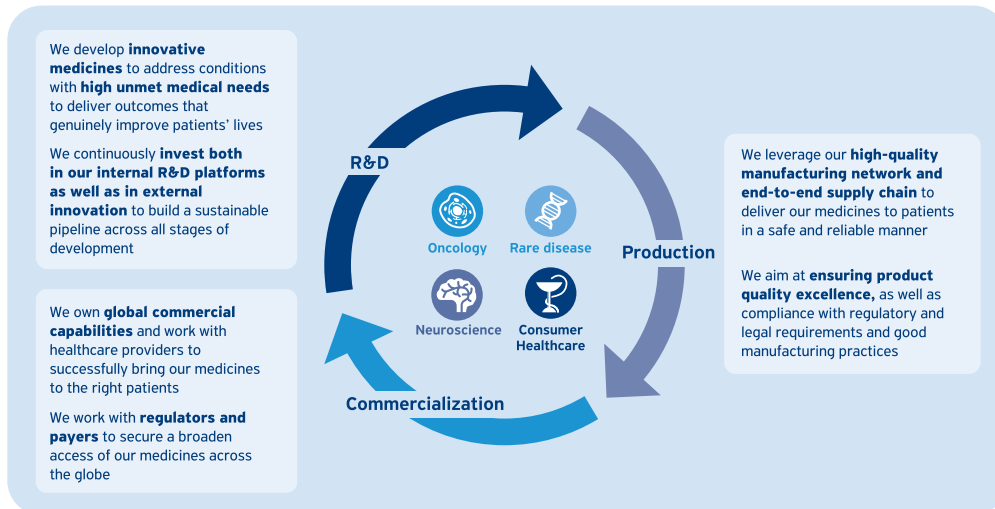 We develop innovative
medicines to address conditions
with high unmet medical needs
to deliver outcomes that
genuinely improve patients’ lives
We continuously invest both
in our internal R&D platforms
as well as in external
innovation to build a sustainable
pipeline across all stages of
development
We own global commercial
capabilities and work with
healthcare providers to
successfully bring our medicines
to the right patients
We work with regulators and
payers to secure a broaden
access of our medicines across
the globe
R&D
Oncology
Rare disease
Neuroscience
Consumer
Healthcare
Production
Commercialization
We leverage our high-quality
manufacturing network and
end-to-end supply chain to
deliver our medicines to patients
in a safe and reliable manner
We aim at ensuring product
quality excellence, as well as
compliance with regulatory and
legal requirements and good
manufacturing practices